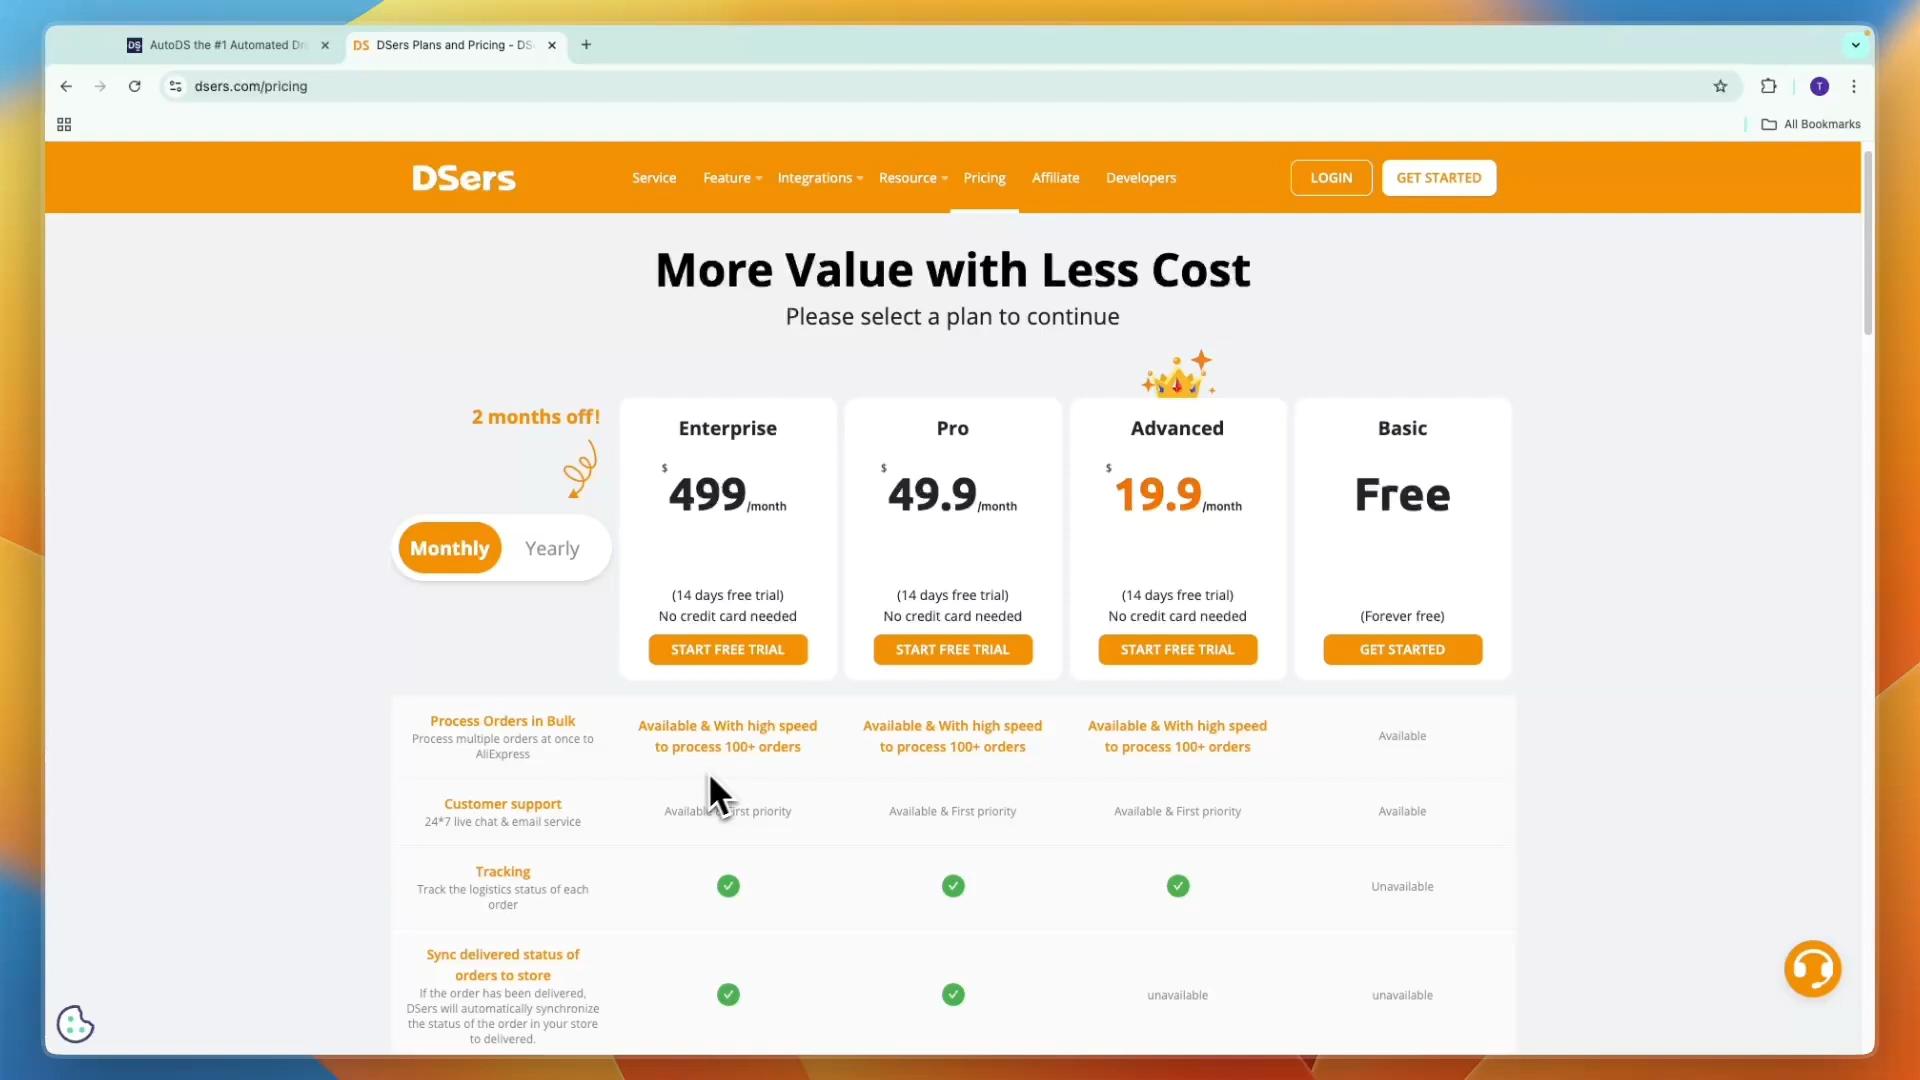 AutoDS the #1 Automated Dr
DSers Plans and Pricing - DS
dsers.com/pricing
T
All Bookmarks
DSers
Service
Feature
Integrations
Resource
Pricing
Affiliate
Developers
LOGIN
GET STARTED
More Value with Less Cost
Please select a plan to continue
2 months off!
Monthly
Yearly
Enterprise
$
499/month
(14 days free trial)
No credit card needed
START FREE TRIAL
Pro
$
49.9/month
(14 days free trial)
No credit card needed
START FREE TRIAL
Advanced
$
19.9/month
(14 days free trial)
No credit card needed
START FREE TRIAL
Basic
Free
(Forever free)
GET STARTED
Process Orders in Bulk
Process multiple orders at once to
AliExpress
Available & With high speed
to process 100+ orders
Available & With high speed
to process 100+ orders
Available & With high speed
to process 100+ orders
Available
Customer support
24*7 live chat & email service
Available & First priority
Available & First priority
Available & First priority
Available
Tracking
Track the logistics status of each
order
Unavailable
Sync delivered status of
orders to store
If the order has been delivered,
DSers will automatically synchronize
the status of the order in your store
to delivered.
unavailable
unavailable